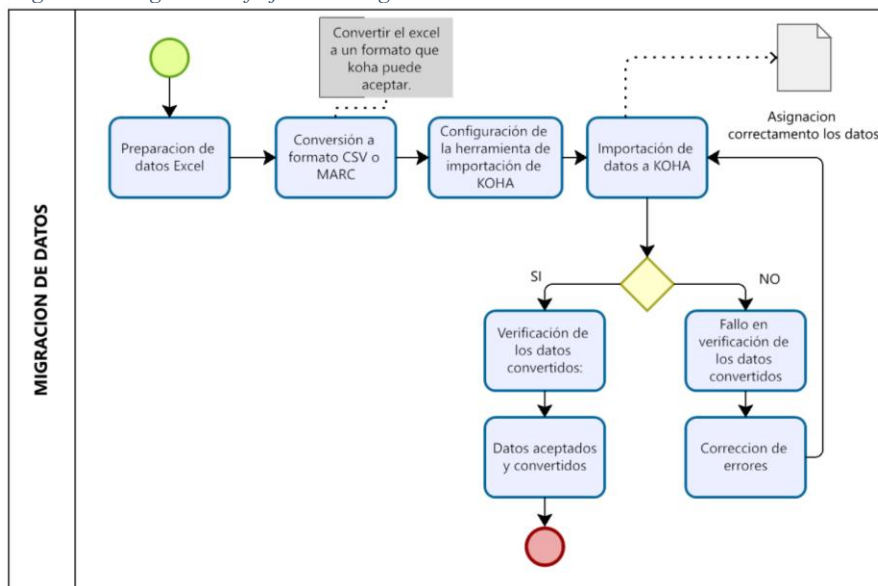 MIGRACION DE DATOS
Convertir el excel
a un formato que
koha puede
aceptar.
Preparacion de
datos Excel
Conversión a
formato CSV o
MARC
Configuración de
la herramienta de
importación de
KOHA
Importación de
datos a KOHA
Asignacion
correctamento los datos
SI
NO
Verificación de
los datos
convertidos:
Fallo en
verificación de
los datos
convertidos
Datos aceptados
y convertidos
Correccion de
errores